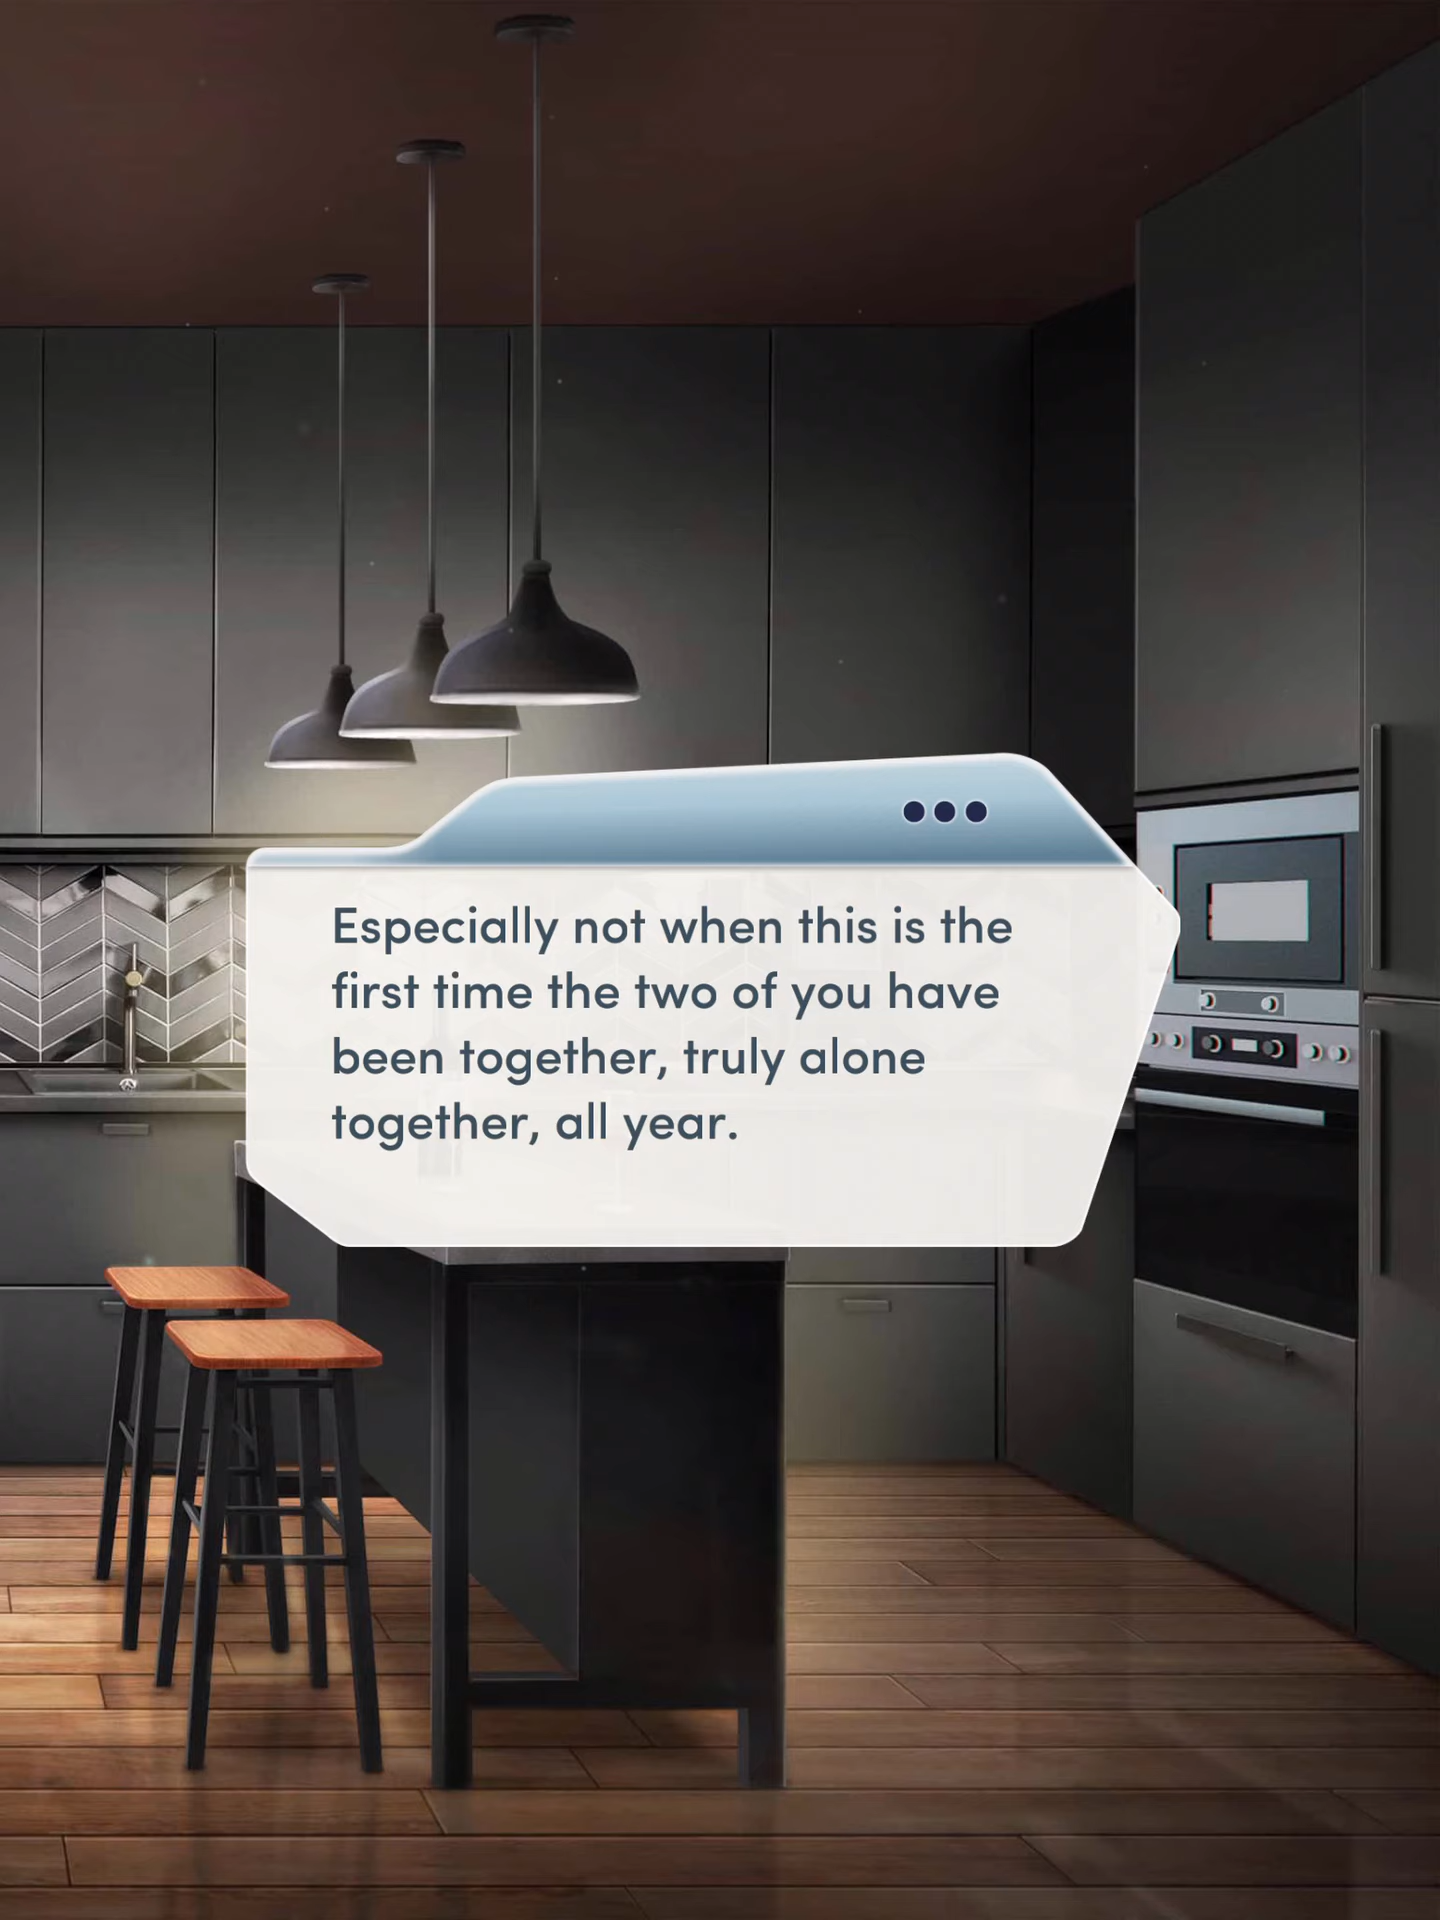 Especially not when this is the
first time the two of you have
been together, truly alone
together, all year.